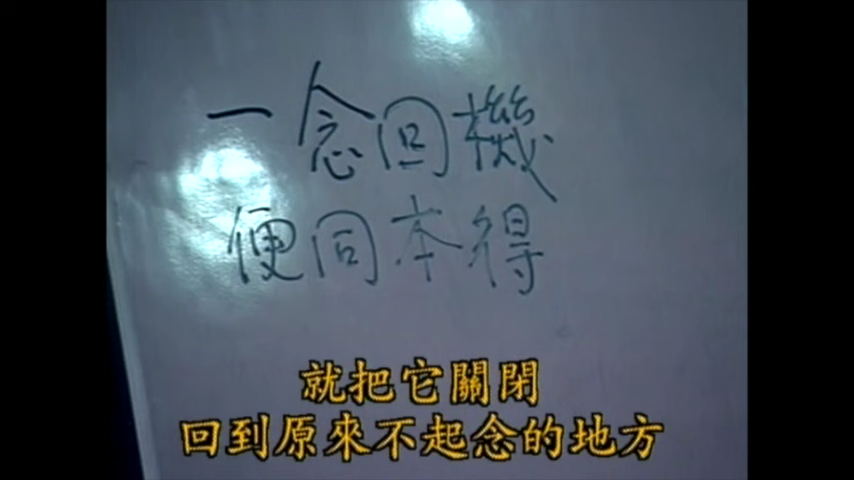 一念回機
便同本得
就把它關閉
回到原來不起念的地方